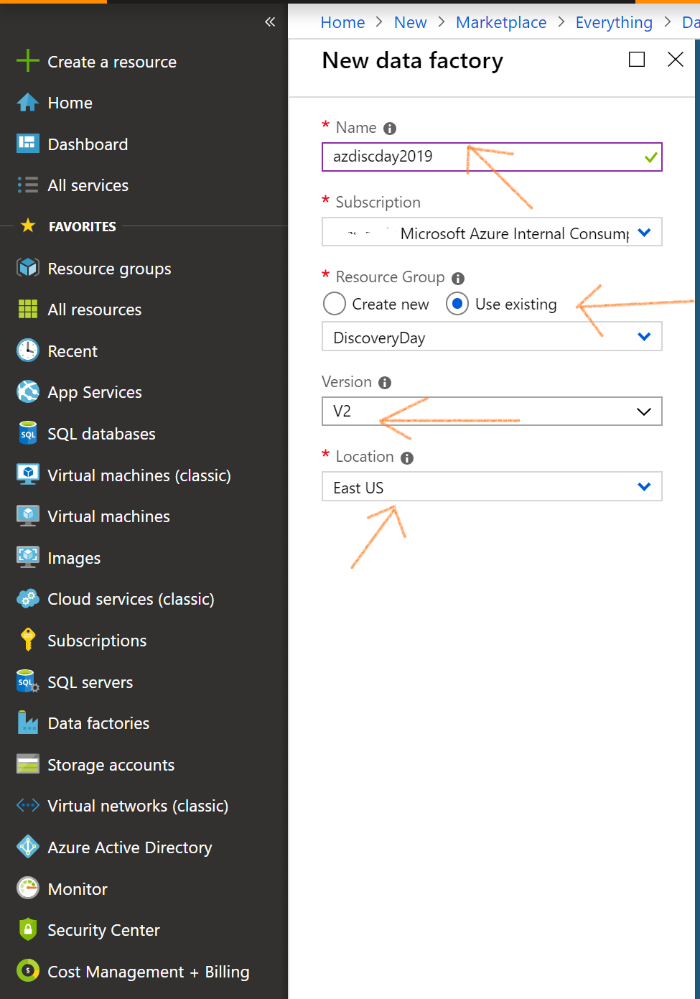 «
Create a resource
Home
Dashboard
All services
FAVORITES
Resource groups
All resources
Recent
App Services
SQL
SQL databases
Virtual machines (classic)
Virtual machines
Images
Cloud services (classic)
Subscriptions
SQL
SQL servers
Data factories
Storage accounts
Virtual networks (classic)
Azure Active Directory
Monitor
Security Center
$
Cost Management + Billing
Home > New > Marketplace > Everything > Da
New data factory
* Name
azdiscday2019
* Subscription
Microsoft Azure Internal Consump
* Resource Group
Create new Use existing
DiscoveryDay
Version
V2
* Location
East US